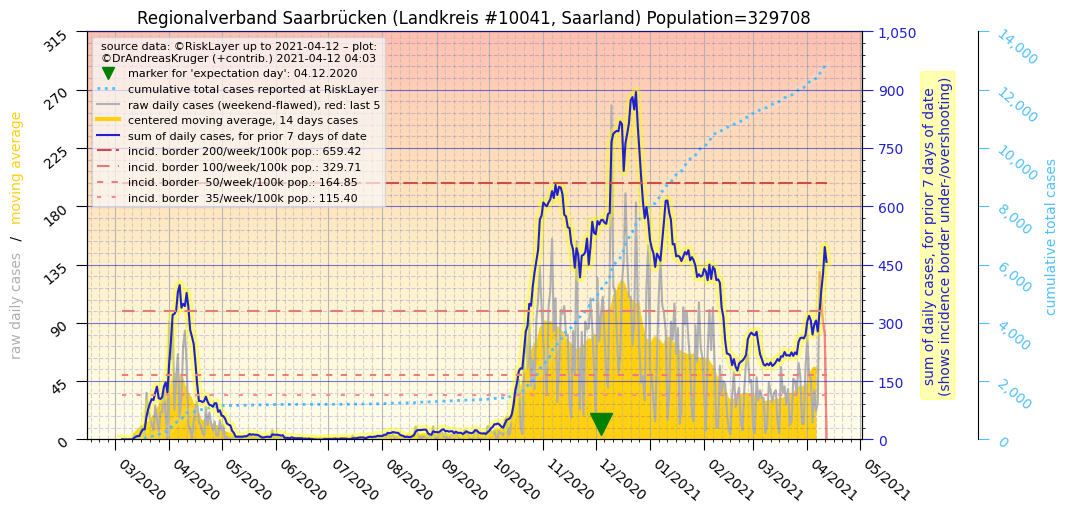 Regionalverband Saarbrücken (Landkreis #10041, Saarland) Population=329708
source data: ©RiskLayer up to 2021-04-12 – plot:
©DrAndreasKruger (+contrib.) 2021-04-12 04:03
marker for 'expectation day': 04.12.2020
cumulative total cases reported at RiskLayer
raw daily cases (weekend-flawed), red: last 5
centered moving average, 14 days cases
sum of daily cases, for prior 7 days of date
incid. border 200/week/100k pop.: 659.42
incid. border 100/week/100k pop.: 329.71
incid. border  50/week/100k pop.: 164.85
incid. border  35/week/100k pop.: 115.40
raw daily cases / moving average
315
270
225
180
135
90
45
0
03/2020
04/2020
05/2020
06/2020
07/2020
08/2020
09/2020
10/2020
11/2020
12/2020
01/2021
02/2021
03/2021
04/2021
05/2021
1,050
900
750
600
450
300
150
0
sum of daily cases, for prior 7 days of date
(shows incidence border under-/overshooting)
14,000
12,000
10,000
8,000
6,000
4,000
2,000
0
cumulative total cases